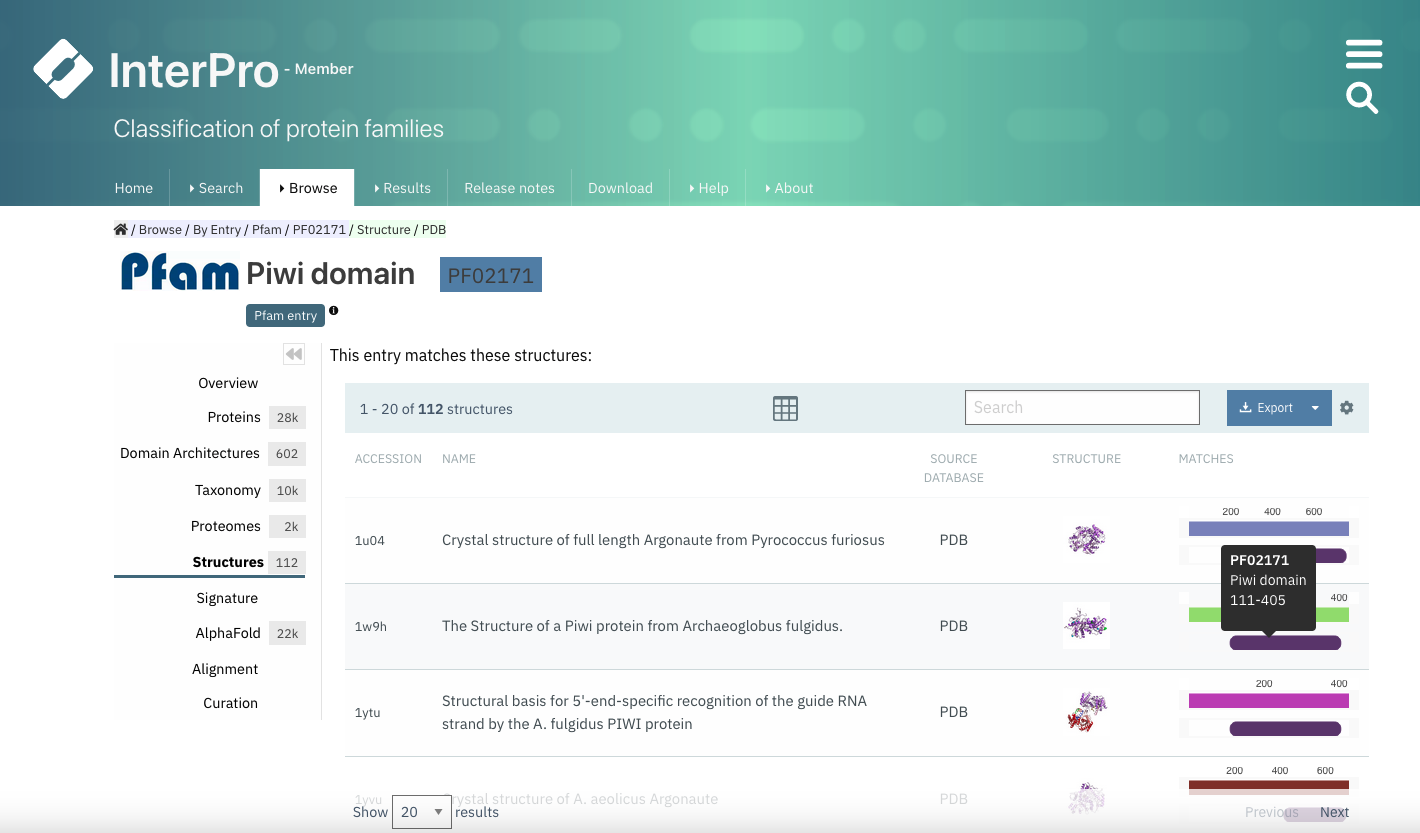 InterPro - Member
Classification of protein families
Home Search Browse Results Release notes Download Help About
/ Browse / By Entry / Pfam / PF02171 / Structure / PDB
Pfam Piwi domain PF02171
Pfam entry
This entry matches these structures:
Overview
Proteins 28k
Domain Architectures 602
Taxonomy 10k
Proteomes 2k
Structures 112
Signature
AlphaFold 22k
Alignment
Curation
1 - 20 of 112 structures Search Export
ACCESSION NAME SOURCE DATABASE STRUCTURE MATCHES
200 400 600
1u04 Crystal structure of full length Argonaute from Pyrococcus furiosus PDB
PF02171
Piwi domain
111-405
400
1w9h The Structure of a Piwi protein from Archaeoglobus fulgidus. PDB
200 400
1ytu Structural basis for 5'-end-specific recognition of the guide RNA
strand by the A. fulgidus PIWI protein PDB
200 400 600
1yvu Crystal structure of A. aeolicus Argonaute PDB
Show 20 results Previous Next